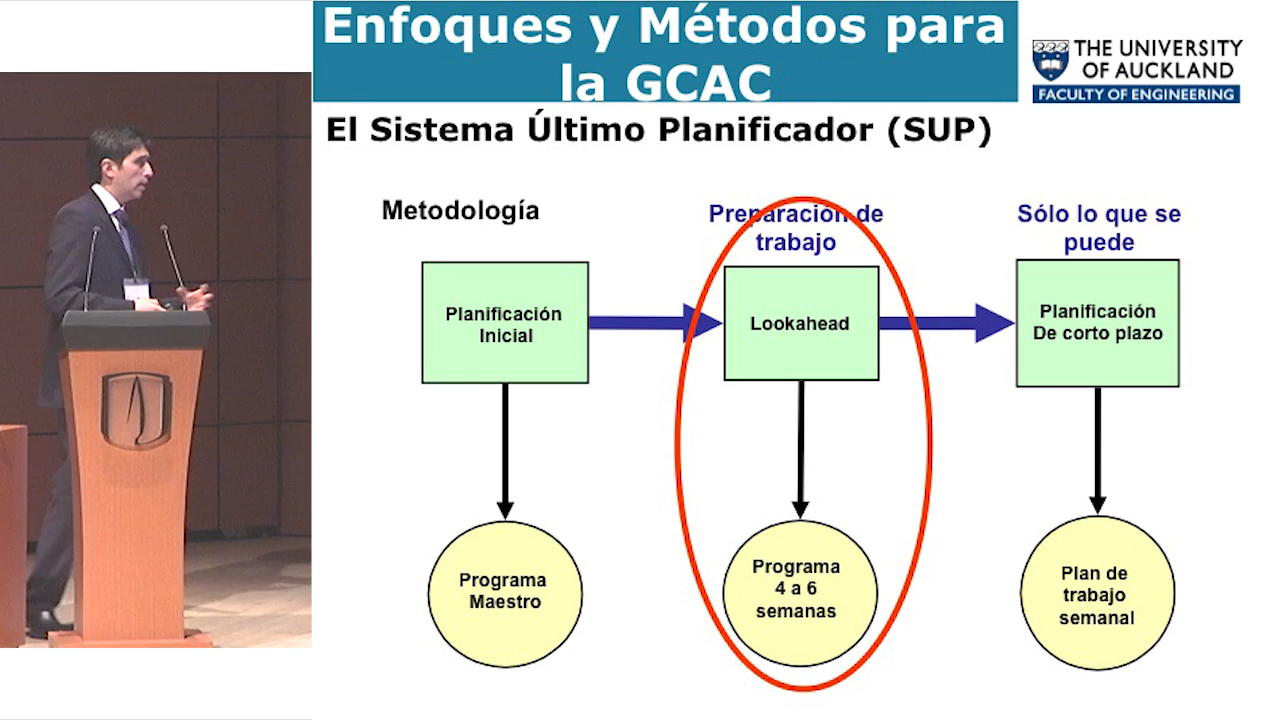 Enfoques y Métodos para
la GCAC
THE UNIVERSITY
OF AUCKLAND
FACULTY OF ENGINEERING
El Sistema Último Planificador (SUP)
Metodología
Preparación de
trabajo
Sólo lo que se
puede
Planificación
Inicial
Lookahead
Planificación
De corto plazo
Programa
Maestro
Programa
4 a 6
semanas
Plan de
trabajo
semanal